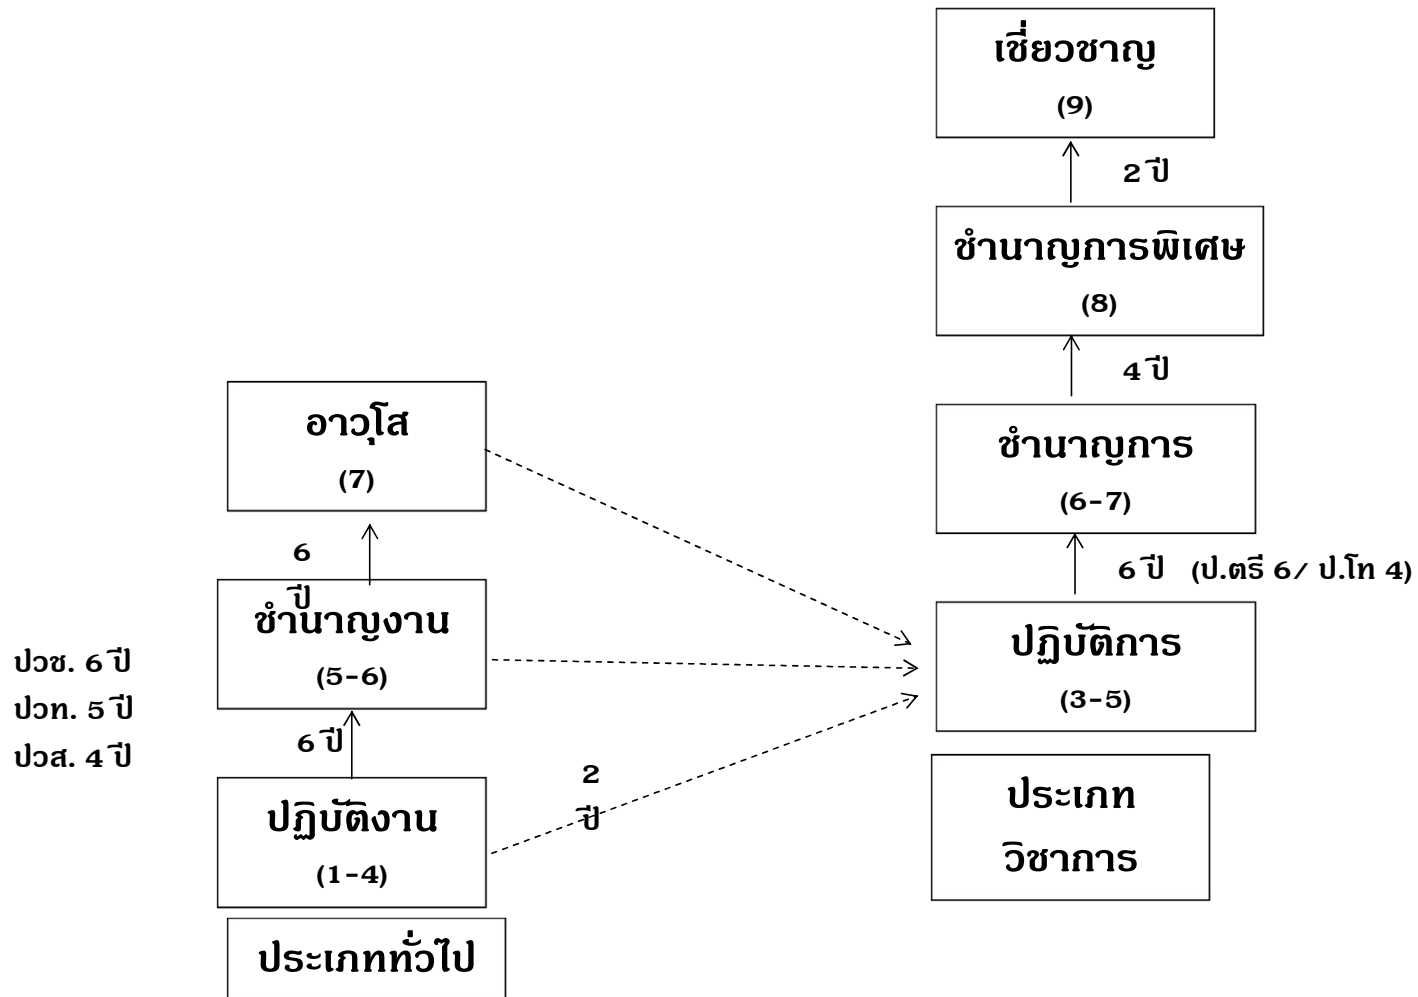 เชี่ยวชาญ
(9)
2 ปี
ชำนาญการพิเศษ
(8)
4 ปี
อาวุโส
(7)
ชำนาญการ
(6-7)
6
ปี
6 ปี (ป.ตรี 6/ ป.โท 4)
ชำนาญงาน
(5-6)
ปฏิบัติการ
(3-5)
ปวช. 6 ปี
ปวท. 5 ปี
ปวส. 4 ปี
6 ปี
2
ปี
ปฏิบัติงาน
(1-4)
ประเภท
วิชาการ
ประเภททั่วไป